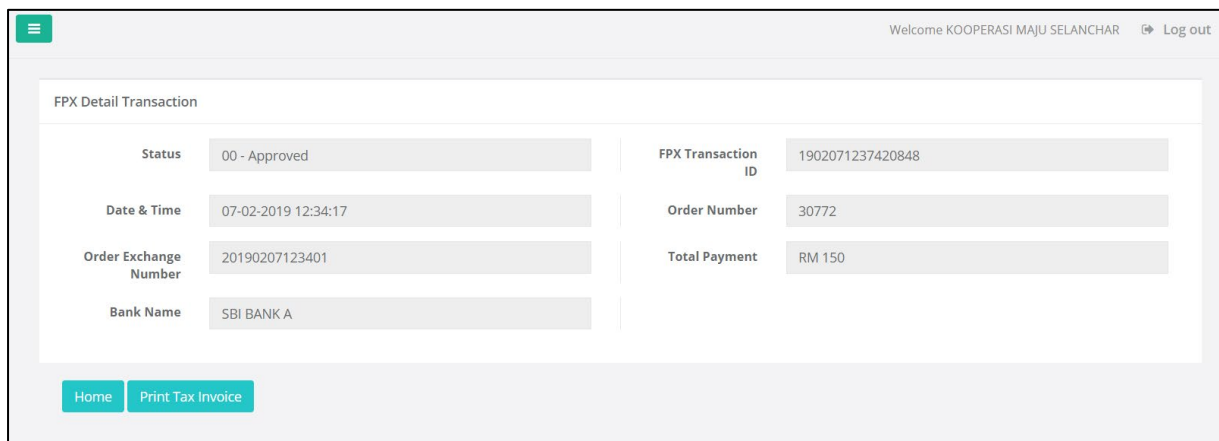 Welcome KOOPERASI MAJU SELANCHAR Log out
FPX Detail Transaction
Status 00 - Approved FPX Transaction ID 1902071237420848
Date & Time 07-02-2019 12:34:17 Order Number 30772
Order Exchange Number 20190207123401 Total Payment RM 150
Bank Name SBI BANK A
Home Print Tax Invoice